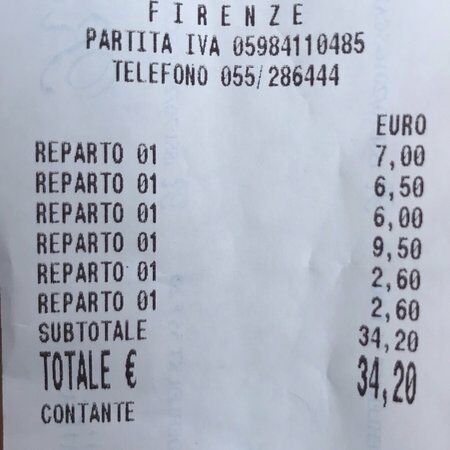 FIRENZE
PARTITA IVA 05984110485
TELEFONO 055/286444
EURO
REPARTO 01 7,00
REPARTO 01 6,50
REPARTO 01 6,00
REPARTO 01 9,50
REPARTO 01 2,60
REPARTO 01 2,60
SUBTOTALE 34,20
TOTALE € 34,20
CONTANTE